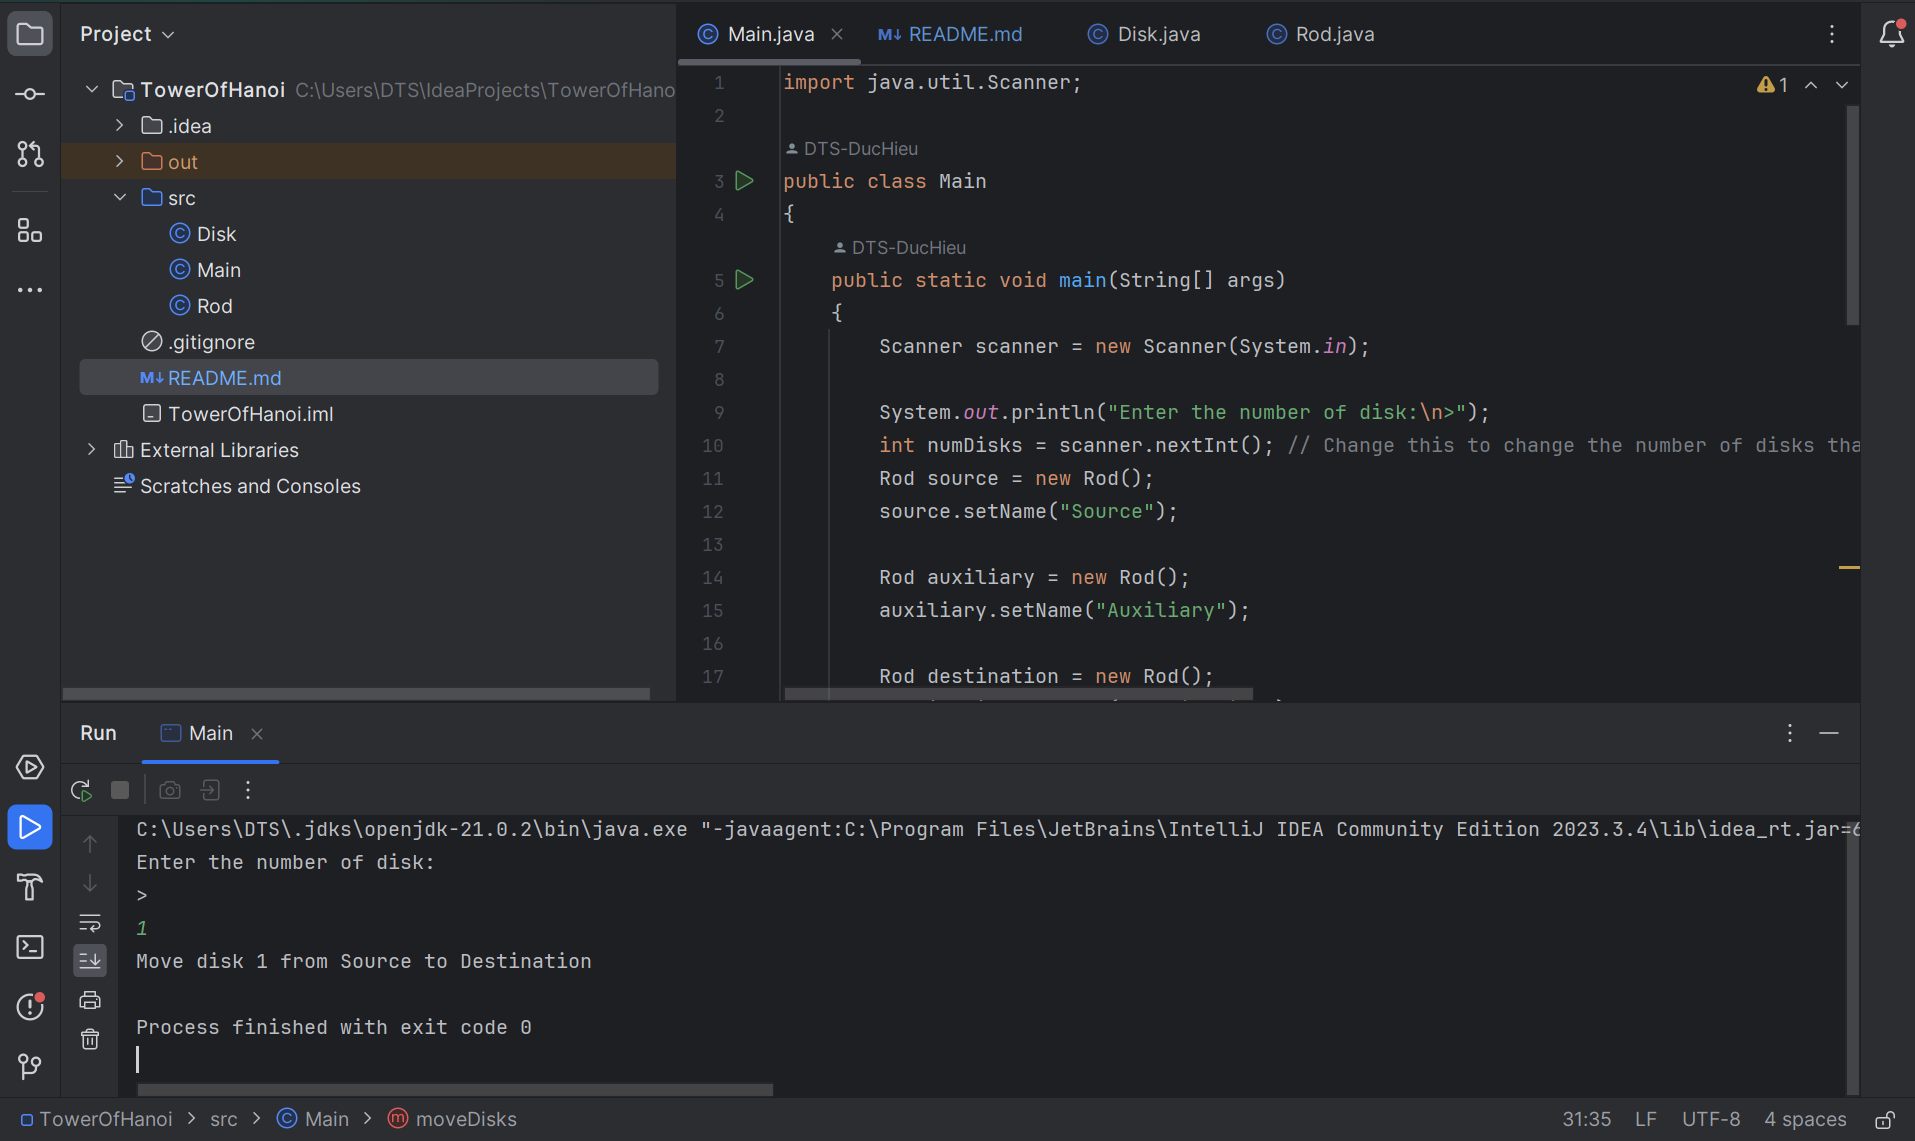 Project
TowerOfHanoi C:\Users\DTS\IdeaProjects\TowerOfHano
.idea
out
src
Disk
Main
Rod
.gitignore
M↓ README.md
TowerOfHanoi.iml
External Libraries
Scratches and Consoles
Main.java M↓ README.md Disk.java Rod.java
1 import java.util.Scanner; 1
2
DTS-DucHieu
3 public class Main
4 {
DTS-DucHieu
5 public static void main(String[] args)
6 {
7 Scanner scanner = new Scanner(System.in);
8
9 System.out.println("Enter the number of disk:\n>");
10 int numDisks = scanner.nextInt(); // Change this to change the number of disks tha
11 Rod source = new Rod();
12 source.setName("Source");
13
14 Rod auxiliary = new Rod();
15 auxiliary.setName("Auxiliary");
16
17 Rod destination = new Rod();
Run Main
C:\Users\DTS\.jdks\openjdk-21.0.2\bin\java.exe "-javaagent:C:\Program Files\JetBrains\IntelliJ IDEA Community Edition 2023.3.4\lib\idea_rt.jar=6
Enter the number of disk:
>
1
Move disk 1 from Source to Destination
Process finished with exit code 0
TowerOfHanoi > src > Main > moveDisks 31:35 LF UTF-8 4 spaces